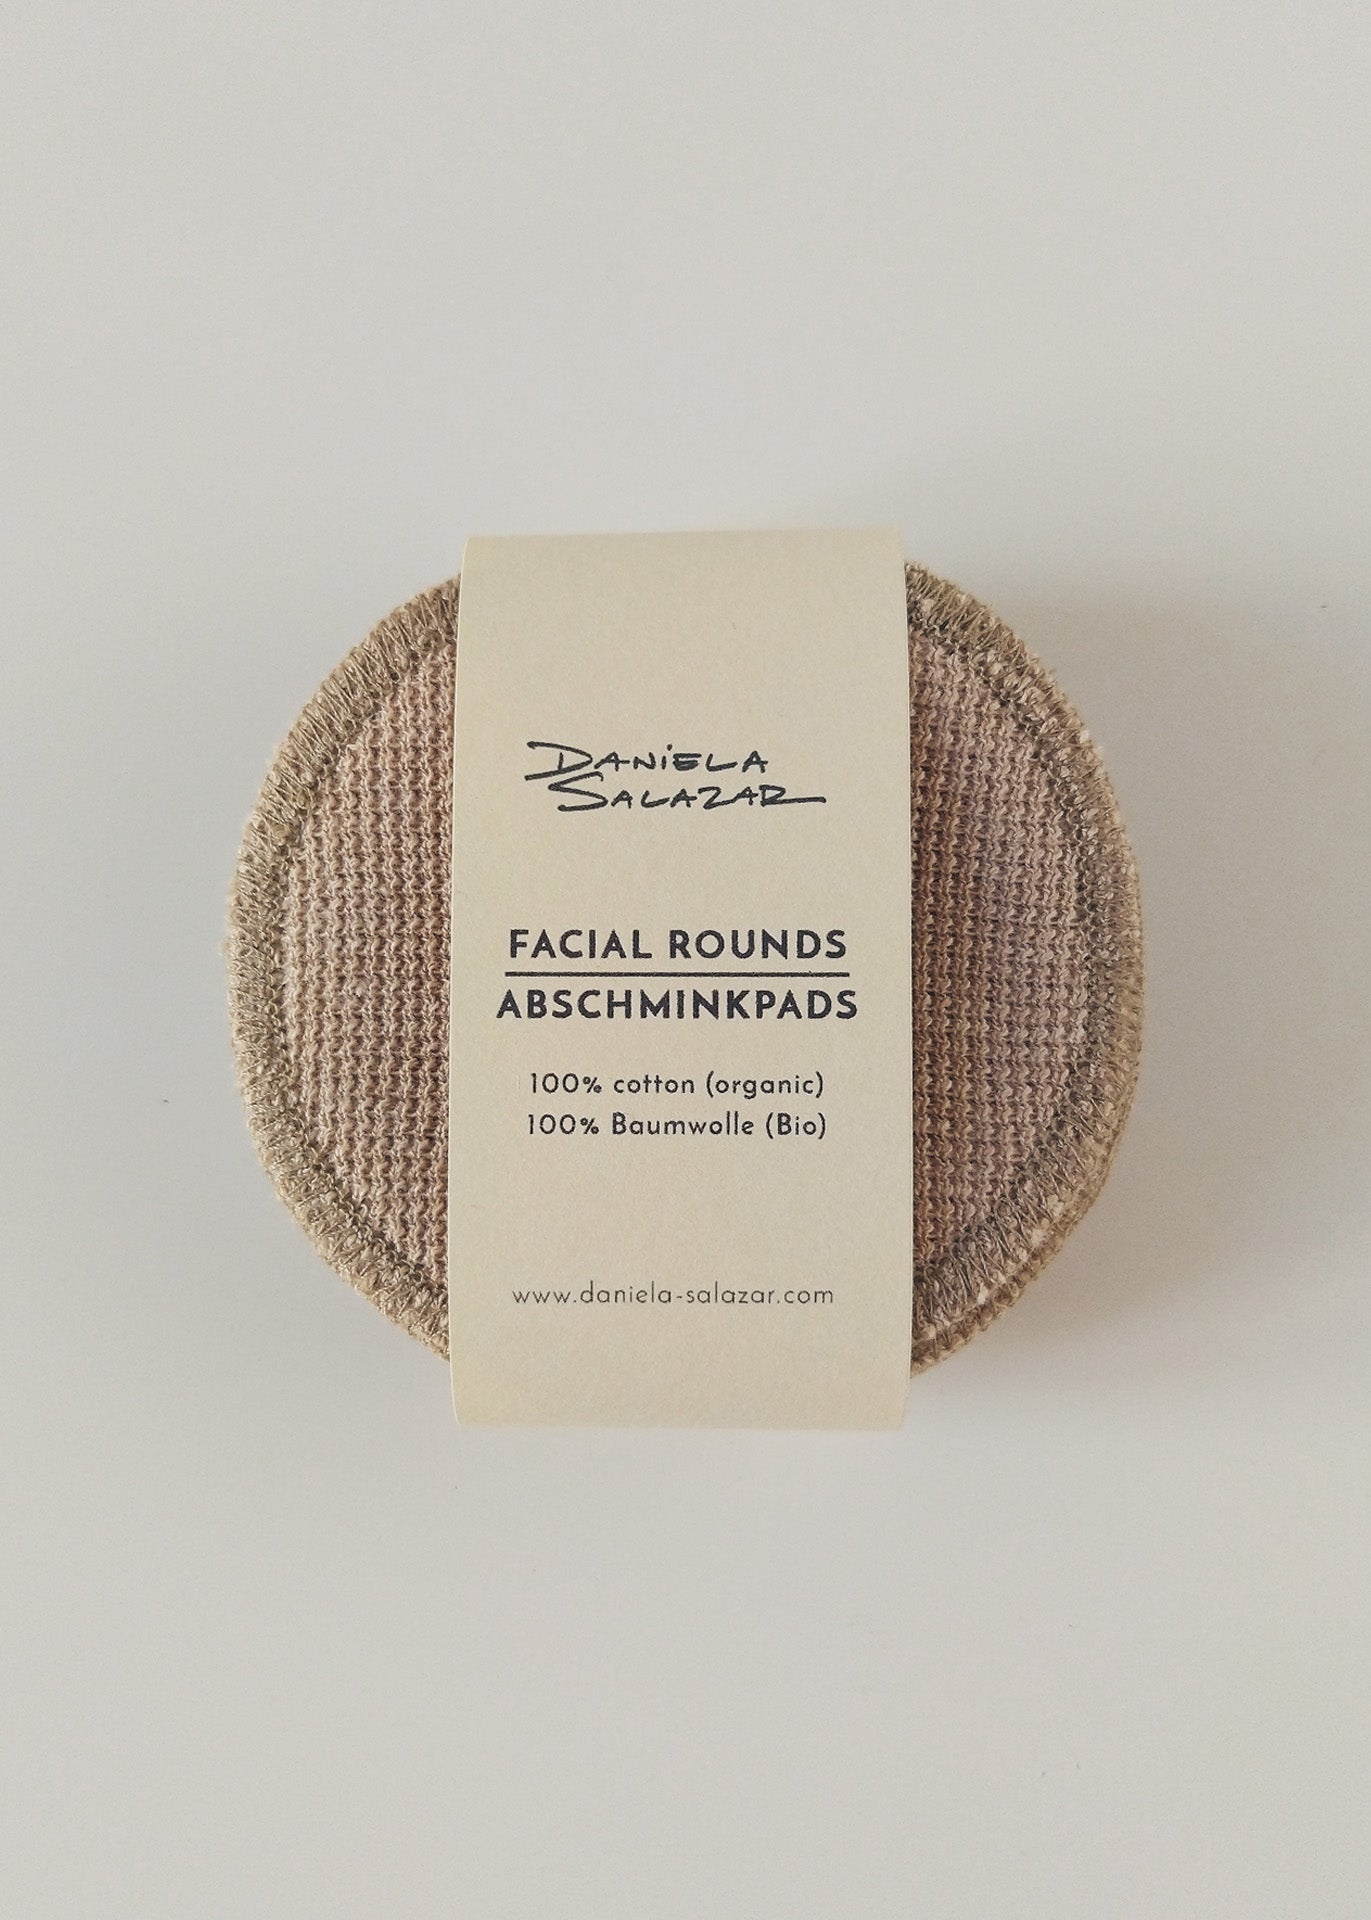 DANiELA
SALAZAR
FACIAL ROUNDS
ABSCHMINKPADS
100% cotton (organic)
100% Baumwolle (Bio)
www.daniela-salazar.com